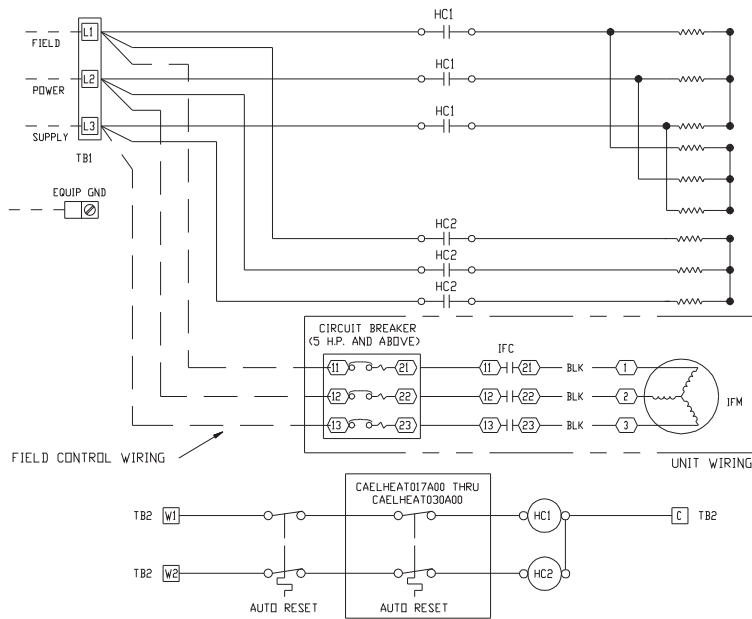 HC1
L1
FIELD
HC1
L2
POWER
HC1
L3
SUPPLY
TB1
EQUIP GND
HC2
HC2
HC2
CIRCUIT BREAKER
(5 H.P. AND ABOVE)
IFC
11 21 11 21 BLK 1
12 22 12 22 BLK 2 IFM
13 23 13 23 BLK 3
FIELD CONTROL WIRING
UNIT WIRING
CAELHEAT017A00 THRU
CAELHEAT030A00
TB2 W1 HC1 C TB2
TB2 W2 HC2
AUTO RESET AUTO RESET